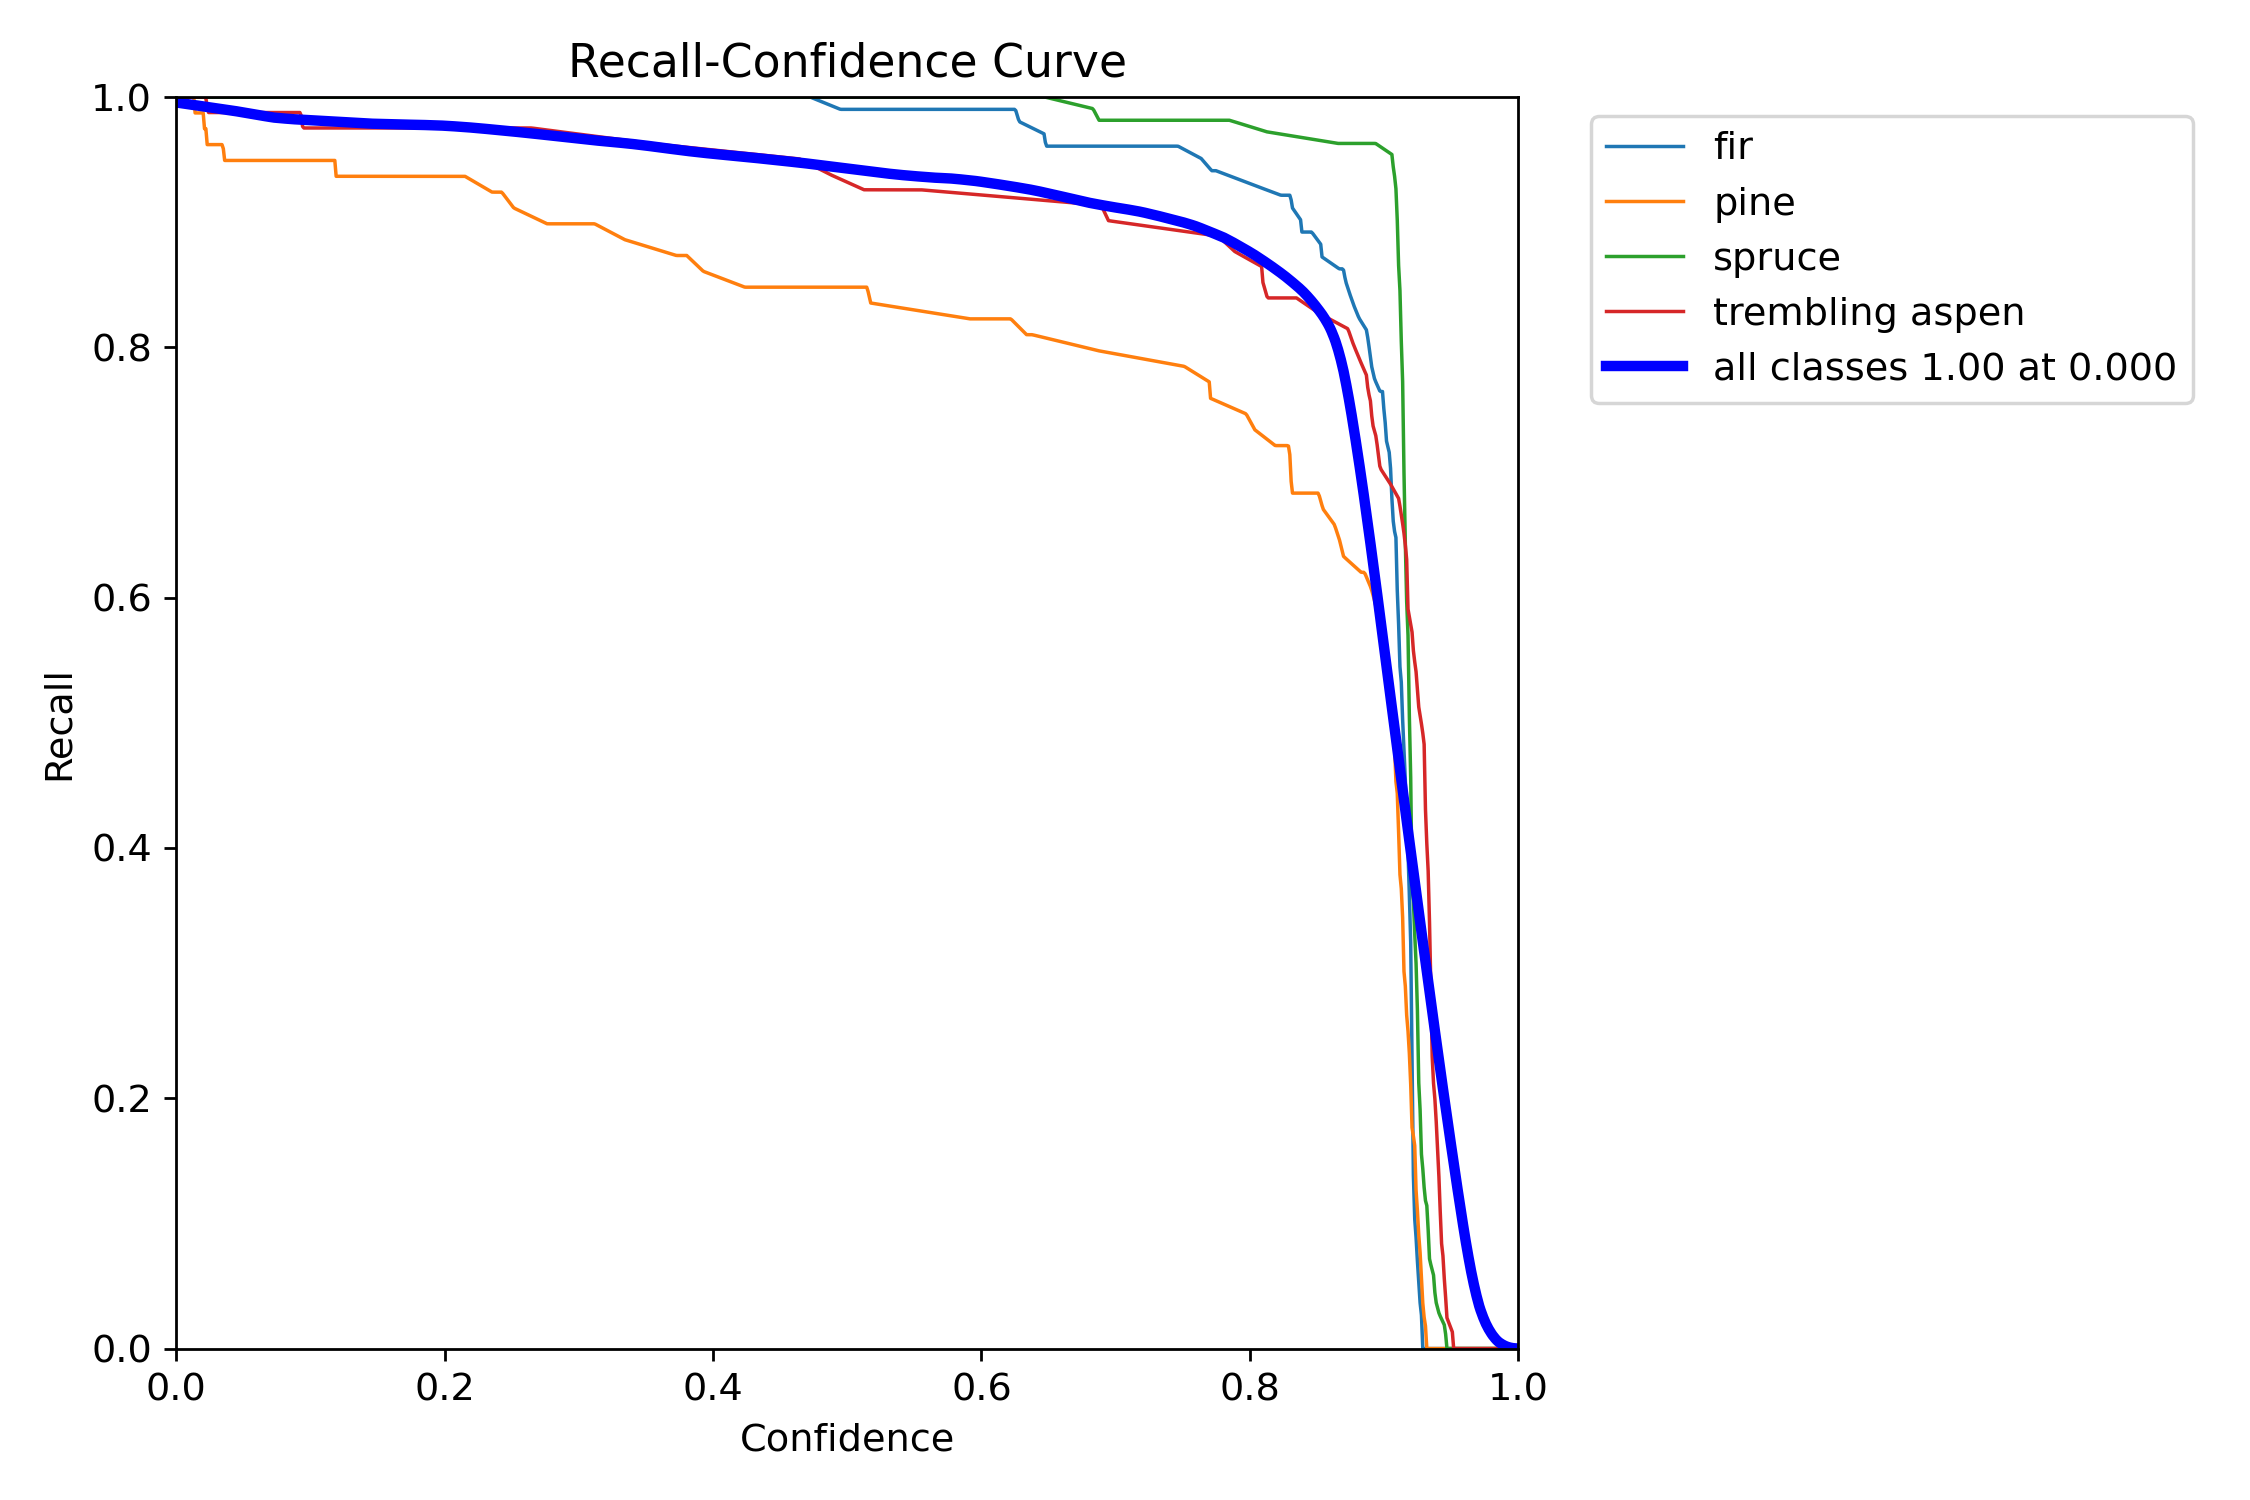 Recall-Confidence Curve
1.0
0.8
0.6
0.4
0.2
0.0
Recall
0.0 0.2 0.4 0.6 0.8 1.0
Confidence
fir
pine
spruce
trembling aspen
all classes 1.00 at 0.000